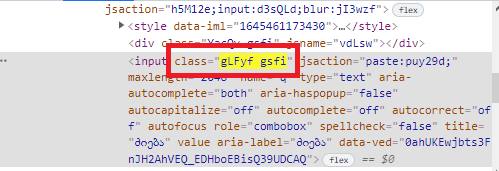 jsaction="h5M12e;input:d3sQLd;blur:jI3wzf"> flex
▶ <style data-iml="1645461173430">…</style>
<div class="YacQv gsfi" jsname="vdLsw"></div>
<input class="gLFyf gsfi" jsaction="paste:puy29d;"
maxlength="2048" name="q" type="text" aria-
autocomplete="both" aria-haspopup="false"
autocapitalize="off" autocomplete="off" autocorrect="of
f" autofocus role="combobox" spellcheck="false" title=
"ძიება" value aria-label="ძიება" data-ved="0ahUKEwjbts3F
nJH2AhVEQ_EDHboEBisQ39UDCAQ"> flex == $0